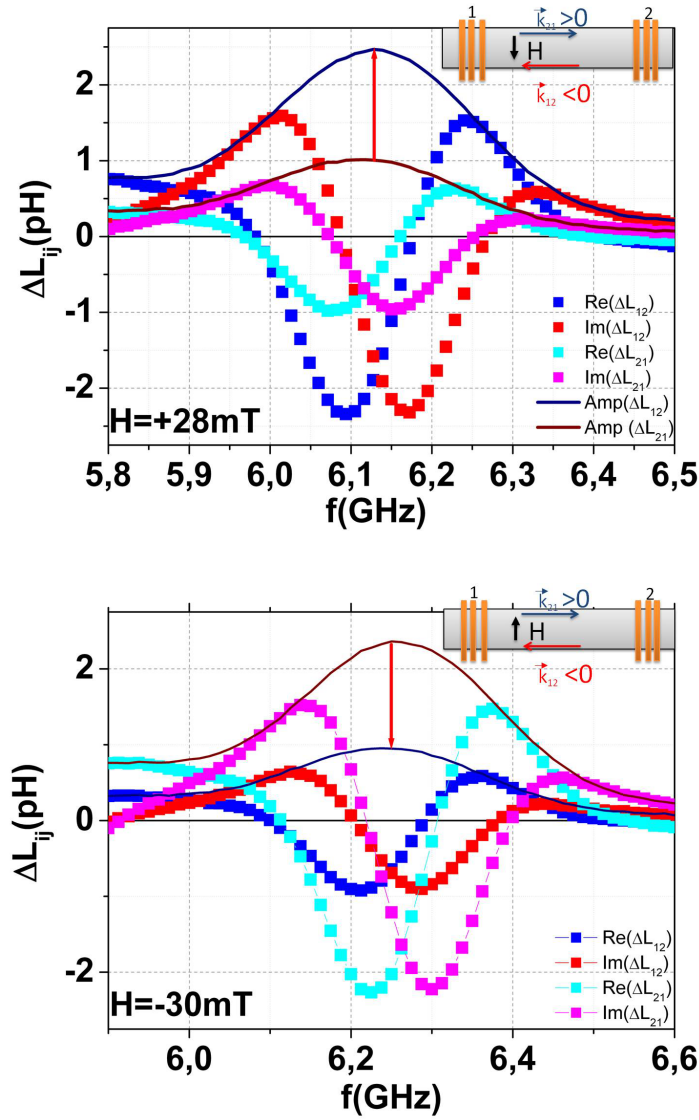 1
k₂₁>0
2
H
k₁₂<0
2
1
0
-1
-2
ΔLᵢⱼ(pH)
Re(ΔL₁₂)
Im(ΔL₁₂)
Re(ΔL₂₁)
Im(ΔL₂₁)
Amp(ΔL₁₂)
Amp (ΔL₂₁)
H=+28mT
5,8 5,9 6,0 6,1 6,2 6,3 6,4 6,5
f(GHz)
1
k₂₁>0
2
H
k₁₂<0
2
0
-2
ΔLᵢⱼ(pH)
Re(ΔL₁₂)
Im(ΔL₁₂)
Re(ΔL₂₁)
Im(ΔL₂₁)
H=-30mT
6,0 6,2 6,4 6,6
f(GHz)